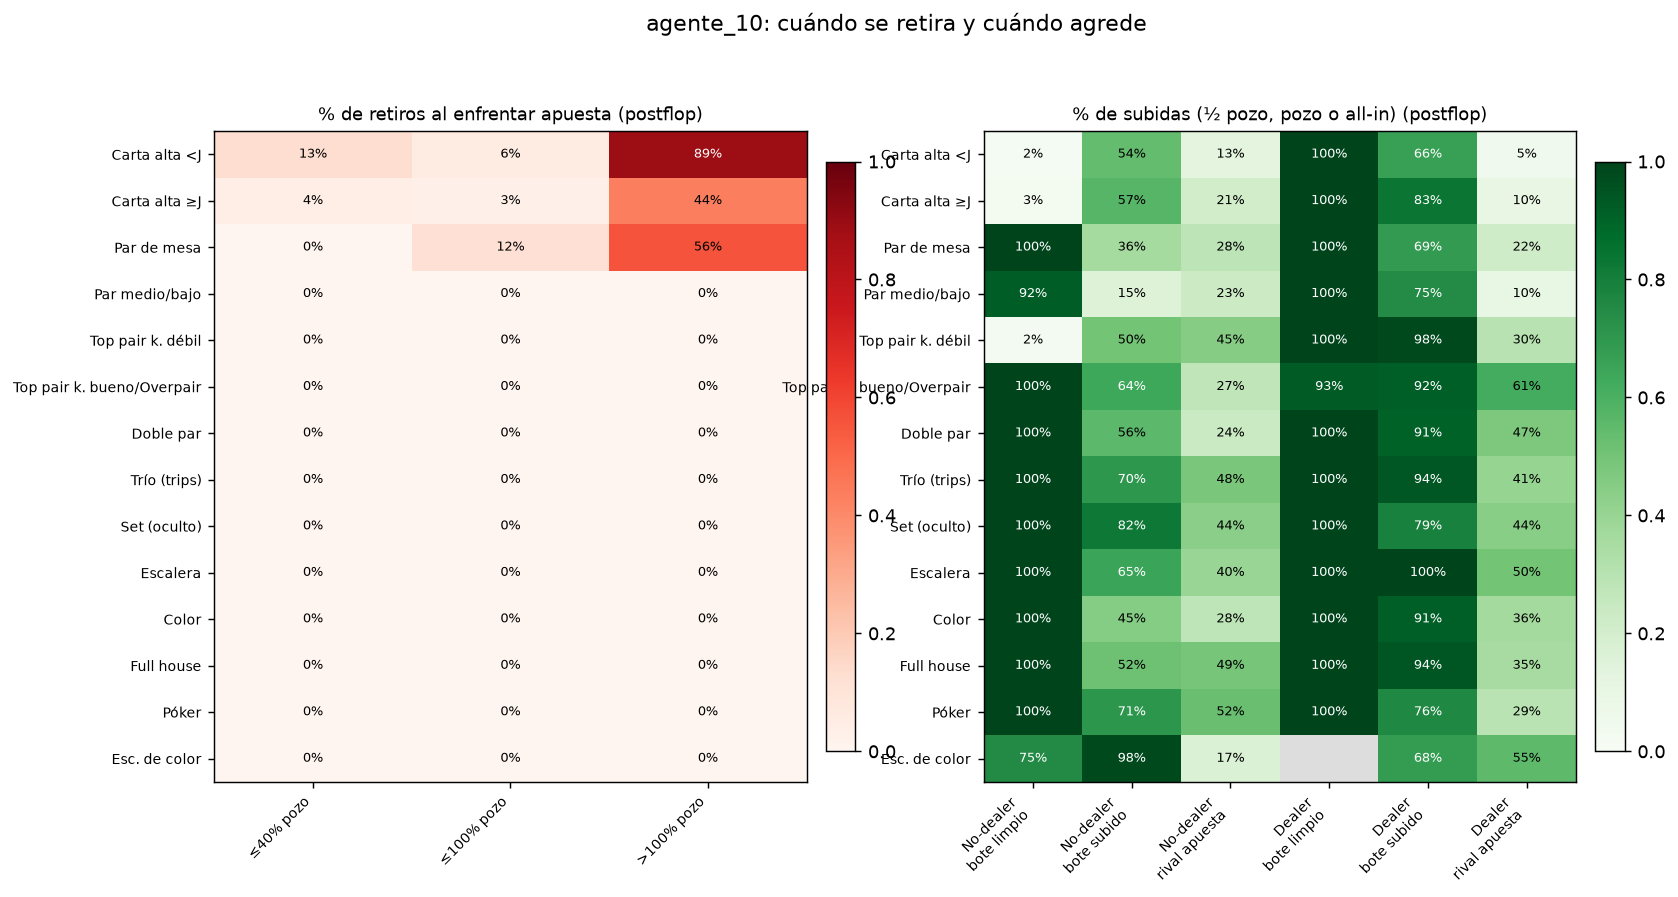 agente_10: cuándo se retira y cuándo agrede
% de retiros al enfrentar apuesta (postflop)
Carta alta <J 13% 6% 89%
Carta alta ≥J 4% 3% 44%
Par de mesa 0% 12% 56%
Par medio/bajo 0% 0% 0%
Top pair k. débil 0% 0% 0%
Top pair k. bueno/Overpair 0% 0% 0%
Doble par 0% 0% 0%
Trío (trips) 0% 0% 0%
Set (oculto) 0% 0% 0%
Escalera 0% 0% 0%
Color 0% 0% 0%
Full house 0% 0% 0%
Póker 0% 0% 0%
Esc. de color 0% 0% 0%
≤40% pozo
≤100% pozo
>100% pozo
1.0
0.8
0.6
0.4
0.2
0.0
% de subidas (½ pozo, pozo o all-in) (postflop)
Carta alta <J 2% 54% 13% 100% 66% 5%
Carta alta ≥J 3% 57% 21% 100% 83% 10%
Par de mesa 100% 36% 28% 100% 69% 22%
Par medio/bajo 92% 15% 23% 100% 75% 10%
Top pair k. débil 2% 50% 45% 100% 98% 30%
Top pair k. bueno/Overpair 100% 64% 27% 93% 92% 61%
Doble par 100% 56% 24% 100% 91% 47%
Trío (trips) 100% 70% 48% 100% 94% 41%
Set (oculto) 100% 82% 44% 100% 79% 44%
Escalera 100% 65% 40% 100% 100% 50%
Color 100% 45% 28% 100% 91% 36%
Full house 100% 52% 49% 100% 94% 35%
Póker 100% 71% 52% 100% 76% 29%
Esc. de color 75% 98% 17% 68% 55%
No-dealer
bote limpio
No-dealer
bote subido
No-dealer
rival apuesta
Dealer
bote limpio
Dealer
bote subido
Dealer
rival apuesta
1.0
0.8
0.6
0.4
0.2
0.0